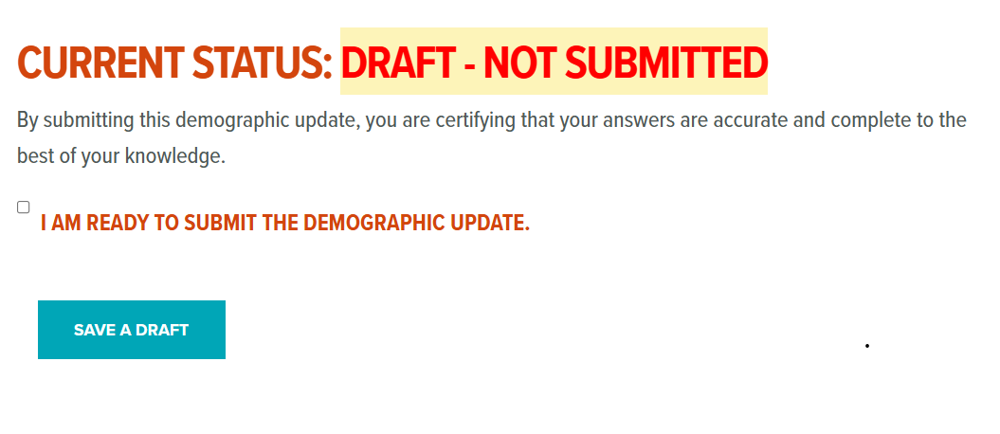 CURRENT STATUS: DRAFT - NOT SUBMITTED
By submitting this demographic update, you are certifying that your answers are accurate and complete to the
best of your knowledge.
I AM READY TO SUBMIT THE DEMOGRAPHIC UPDATE.
SAVE A DRAFT
.